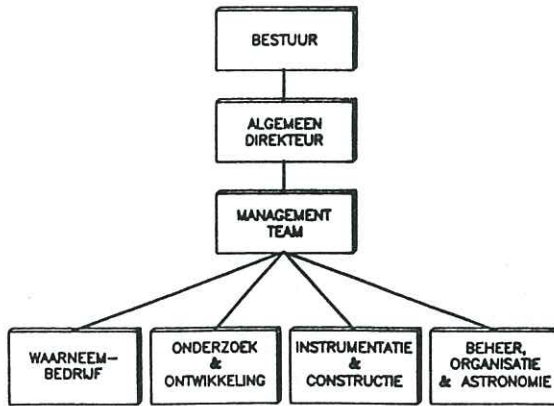 BESTUUR
ALGEMEEN
DIREKTEUR
MANAGEMENT
TEAM
WAARNEEM-
BEDRIJF
ONDERZOEK
&
ONTWIKKELING
INSTRUMENTATIE
&
CONSTRUCTIE
BEHEER,
ORGANISATIE
& ASTRONOMIE